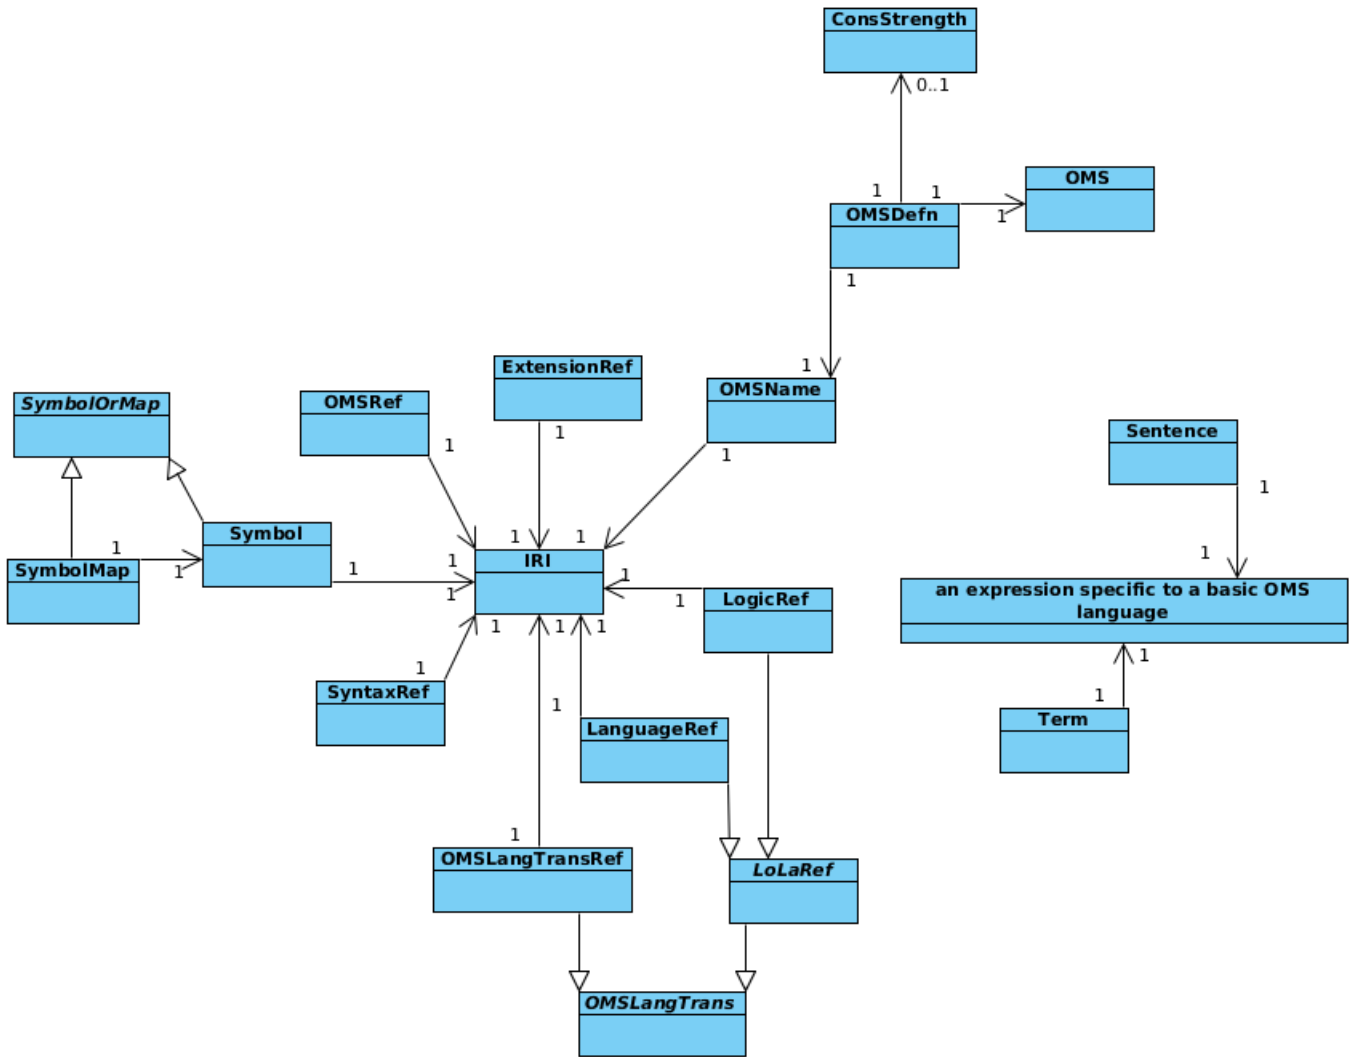 ConsStrength
0..1
OMS
1
1
1
OMSDefn
1
1
ExtensionRef
OMSName
SymbolOrMap
OMSRef
Sentence
1
1
1
1
Symbol
1
1
1
1
1
IRI
SymbolMap
1
1
1
1
1
1
LogicRef
an expression specific to a basic OMS
language
1
1
1
1
1
SyntaxRef
1
1
Term
LanguageRef
1
OMSLangTransRef
LoLaRef
OMSLangTrans